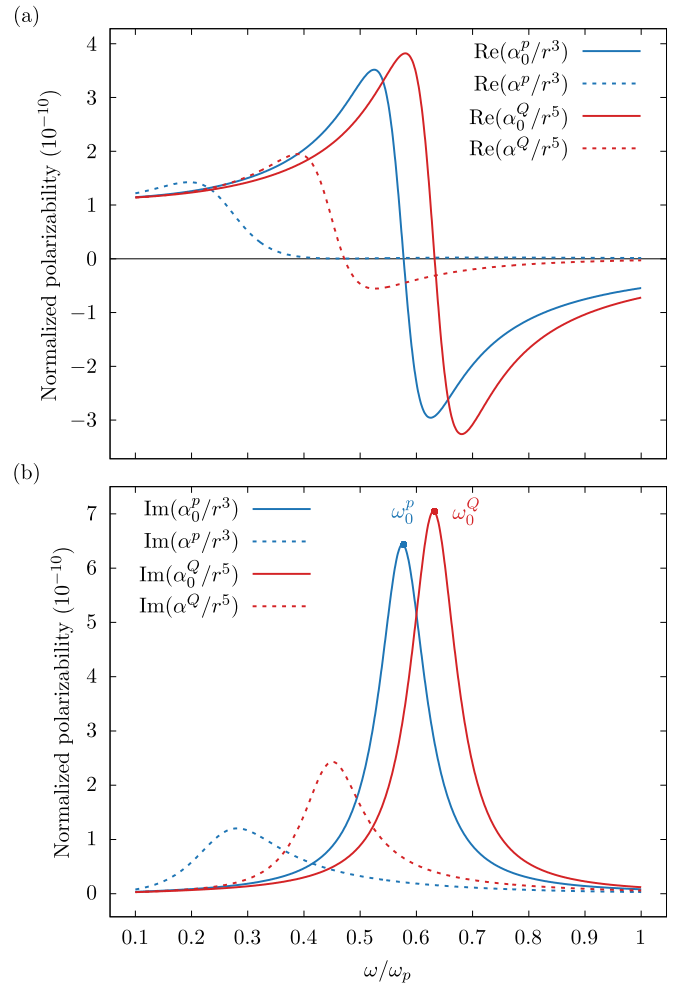 (a)
Normalized polarizability (10⁻¹⁰)
4
3
2
1
0
−1
−2
−3
Re(α₀ᵖ/r³)
Re(αᵖ/r³)
Re(α₀^Q/r⁵)
Re(α^Q/r⁵)
(b)
Normalized polarizability (10⁻¹⁰)
7
6
5
4
3
2
1
0
Im(α₀ᵖ/r³)
Im(αᵖ/r³)
Im(α₀^Q/r⁵)
Im(α^Q/r⁵)
ω₀ᵖ ω₀^Q
0.1 0.2 0.3 0.4 0.5 0.6 0.7 0.8 0.9 1
ω/ωₚ